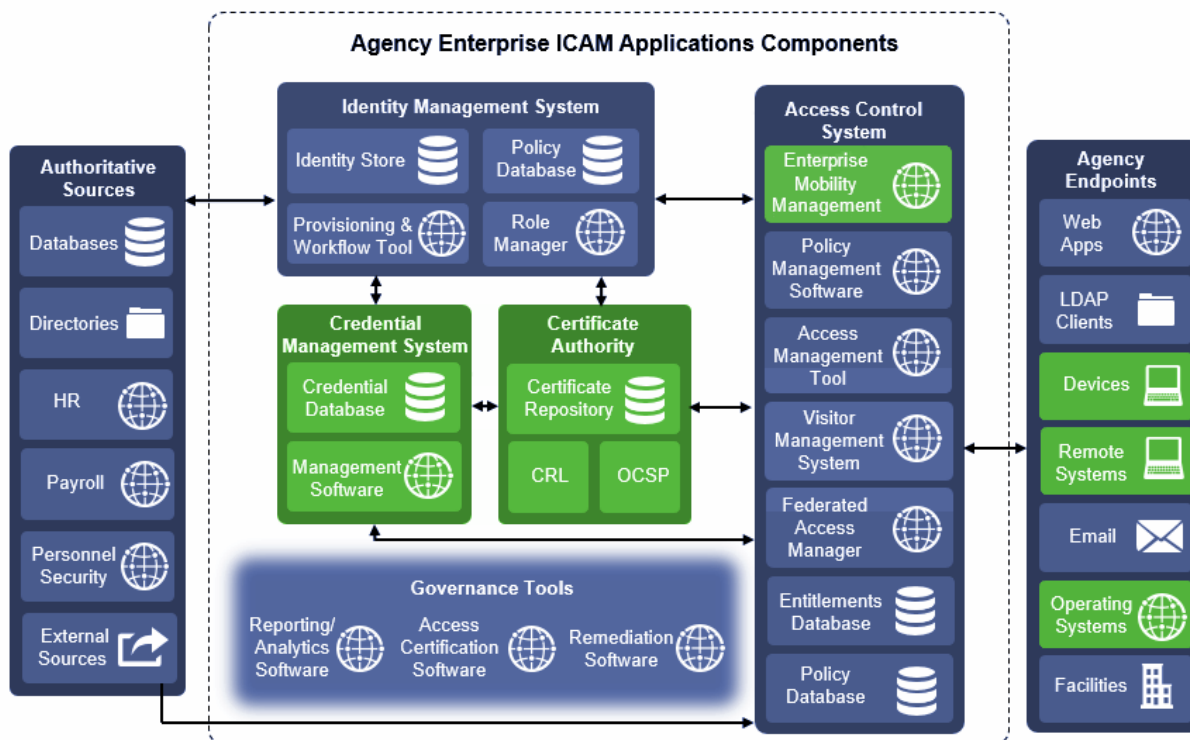 Agency Enterprise ICAM Applications Components
Authoritative
Sources
Databases
Directories
HR
Payroll
Personnel
Security
External
Sources
Identity Management System
Identity Store
Policy
Database
Provisioning &
Workflow Tool
Role
Manager
Credential
Management System
Credential
Database
Management
Software
Certificate
Authority
Certificate
Repository
CRL
OCSP
Governance Tools
Reporting/
Analytics
Software
Access
Certification
Software
Remediation
Software
Access Control
System
Enterprise
Mobility
Management
Policy
Management
Software
Access
Management
Tool
Visitor
Management
System
Federated
Access
Manager
Entitlements
Database
Policy
Database
Agency
Endpoints
Web
Apps
LDAP
Clients
Devices
Remote
Systems
Email
Operating
Systems
Facilities